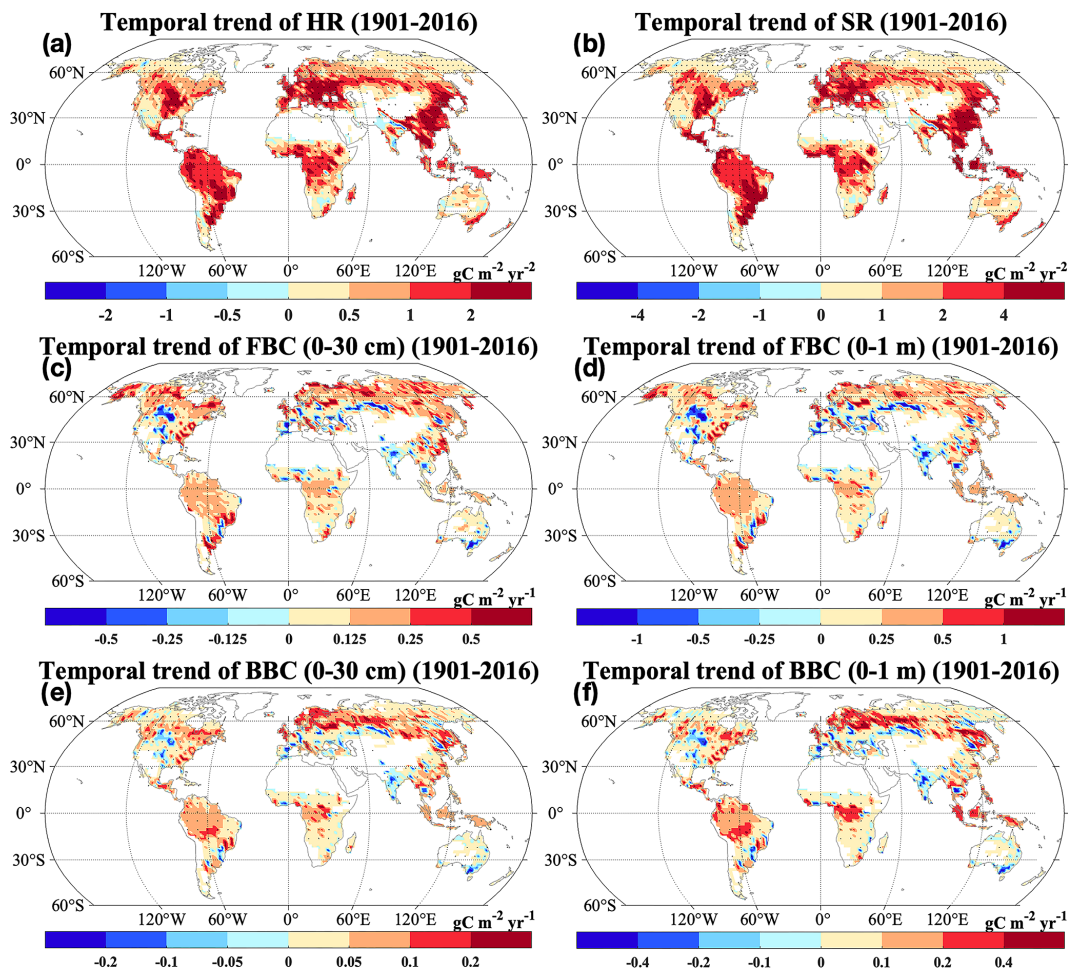 Temporal trend of HR (1901-2016)
(a)
60°N
30°N
0°
30°S
60°S
120°W 60°W 0° 60°E 120°E gC m-2 yr-2
-2 -1 -0.5 0 0.5 1 2
Temporal trend of SR (1901-2016)
(b)
60°N
30°N
0°
30°S
60°S
120°W 60°W 0° 60°E 120°E gC m-2 yr-2
-4 -2 -1 0 1 2 4
Temporal trend of FBC (0-30 cm) (1901-2016)
(c)
60°N
30°N
0°
30°S
60°S
120°W 60°W 0° 60°E 120°E gC m-2 yr-1
-0.5 -0.25 -0.125 0 0.125 0.25 0.5
Temporal trend of FBC (0-1 m) (1901-2016)
(d)
60°N
30°N
0°
30°S
60°S
120°W 60°W 0° 60°E 120°E gC m-2 yr-1
-1 -0.5 -0.25 0 0.25 0.5 1
Temporal trend of BBC (0-30 cm) (1901-2016)
(e)
60°N
30°N
0°
30°S
60°S
120°W 60°W 0° 60°E 120°E gC m-2 yr-1
-0.2 -0.1 -0.05 0 0.05 0.1 0.2
Temporal trend of BBC (0-1 m) (1901-2016)
(f)
60°N
30°N
0°
30°S
60°S
120°W 60°W 0° 60°E 120°E gC m-2 yr-1
-0.4 -0.2 -0.1 0 0.1 0.2 0.4